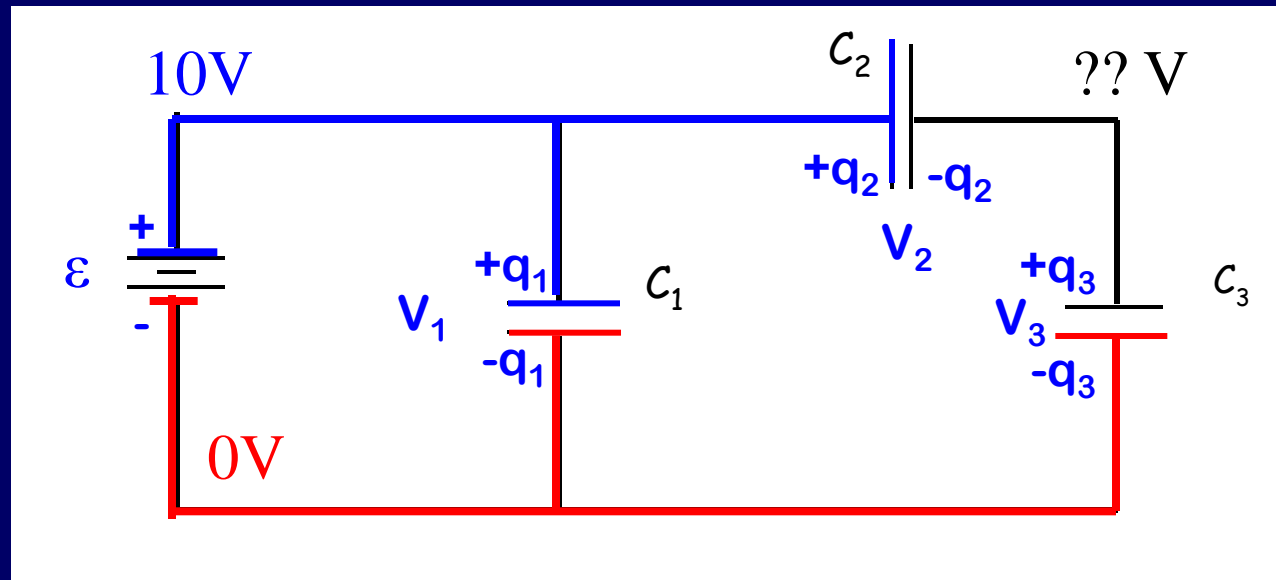 10V
C₂
?? V
+q₂
-q₂
+
V₂
ε
+q₁
C₁
+q₃
C₃
V₁
V₃
-
-q₁
-q₃
0V